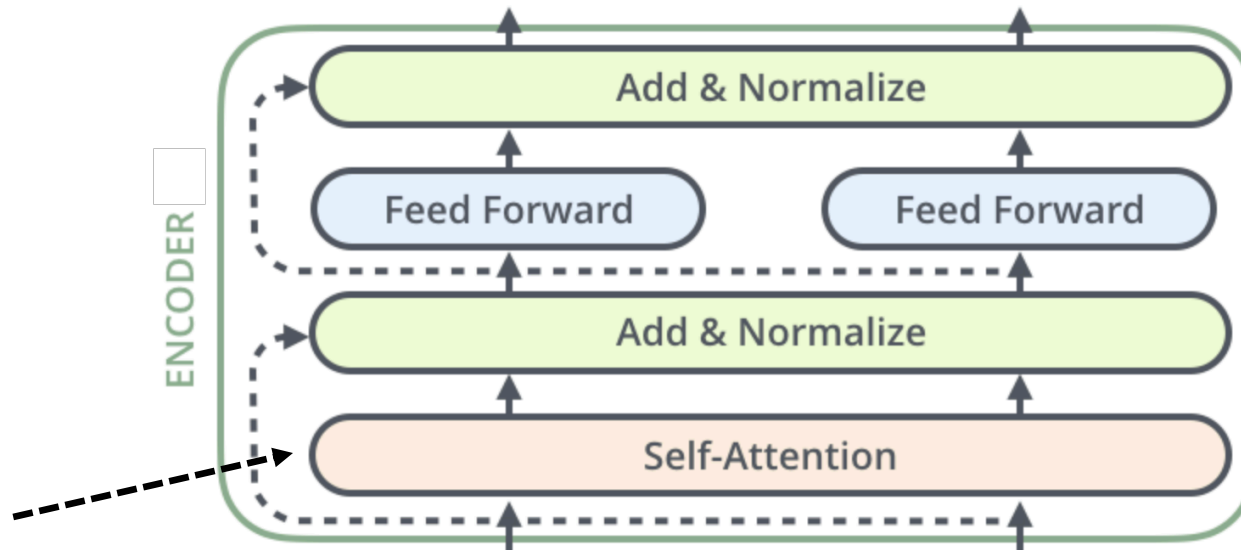 Add & Normalize
Feed Forward
Feed Forward
ENCODER
Add & Normalize
Self-Attention